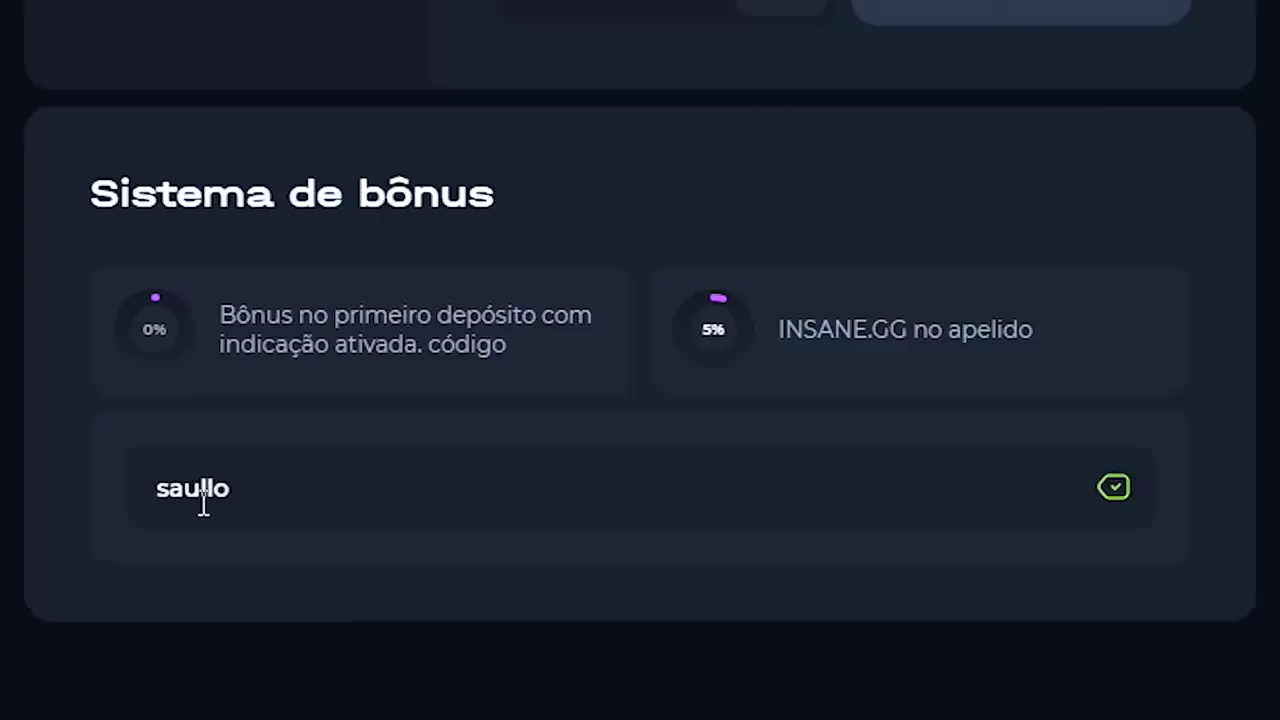 Sistema de bônus
0%
Bônus no primeiro depósito com
indicação ativada. código
5%
INSANE.GG no apelido
saullo